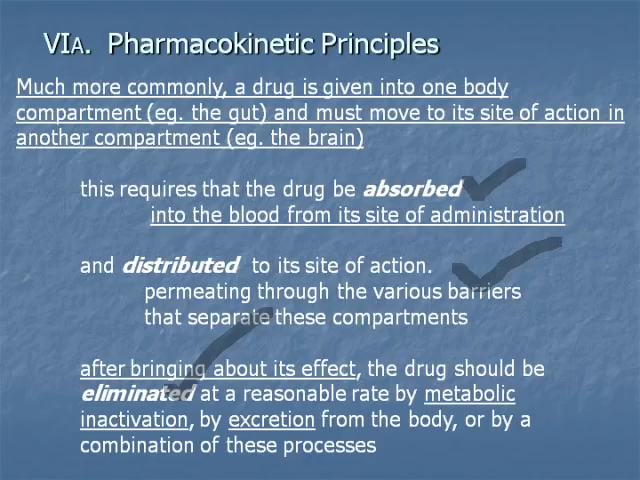 VIA. Pharmacokinetic Principles
Much more commonly, a drug is given into one body
compartment (eg. the gut) and must move to its site of action in
another compartment (eg. the brain)
this requires that the drug be absorbed
into the blood from its site of administration
and distributed to its site of action.
permeating through the various barriers
that separate these compartments
after bringing about its effect, the drug should be
eliminated at a reasonable rate by metabolic
inactivation, by excretion from the body, or by a
combination of these processes